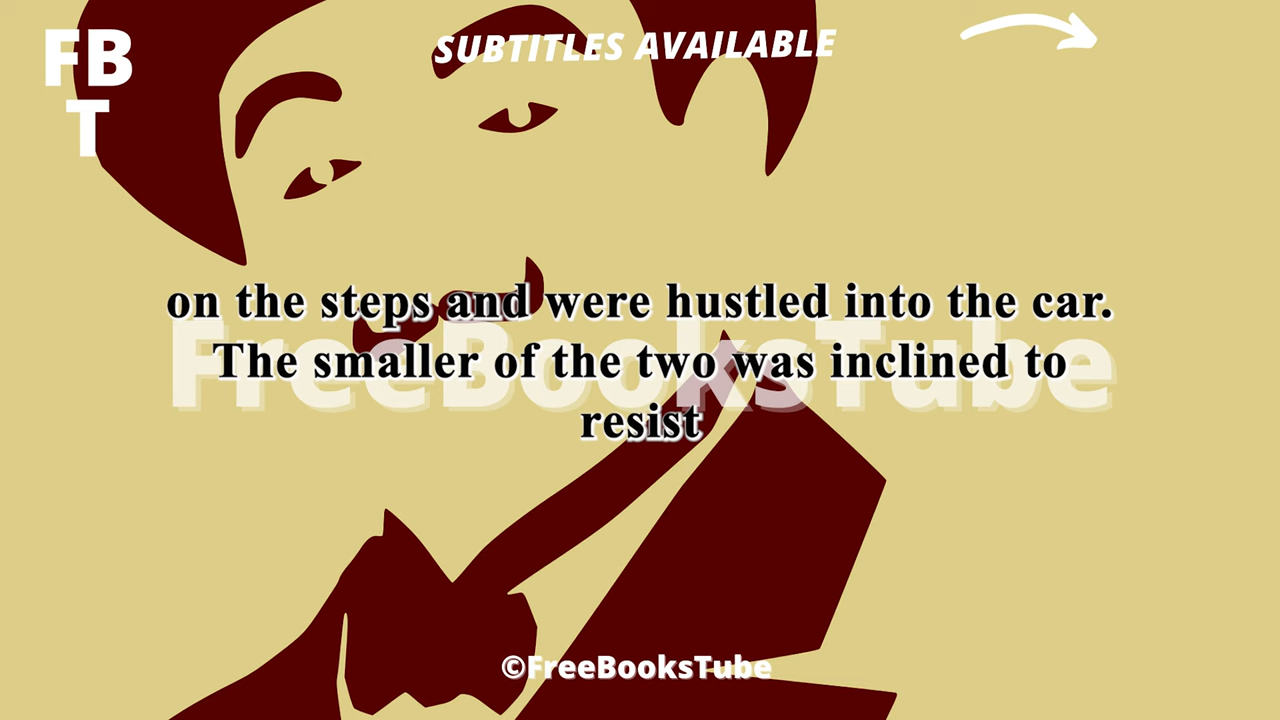 FB
T
SUBTITLES AVAILABLE
on the steps and were hustled into the car.
The smaller of the two was inclined to
resist
FreeBooksTube
©FreeBooksTube